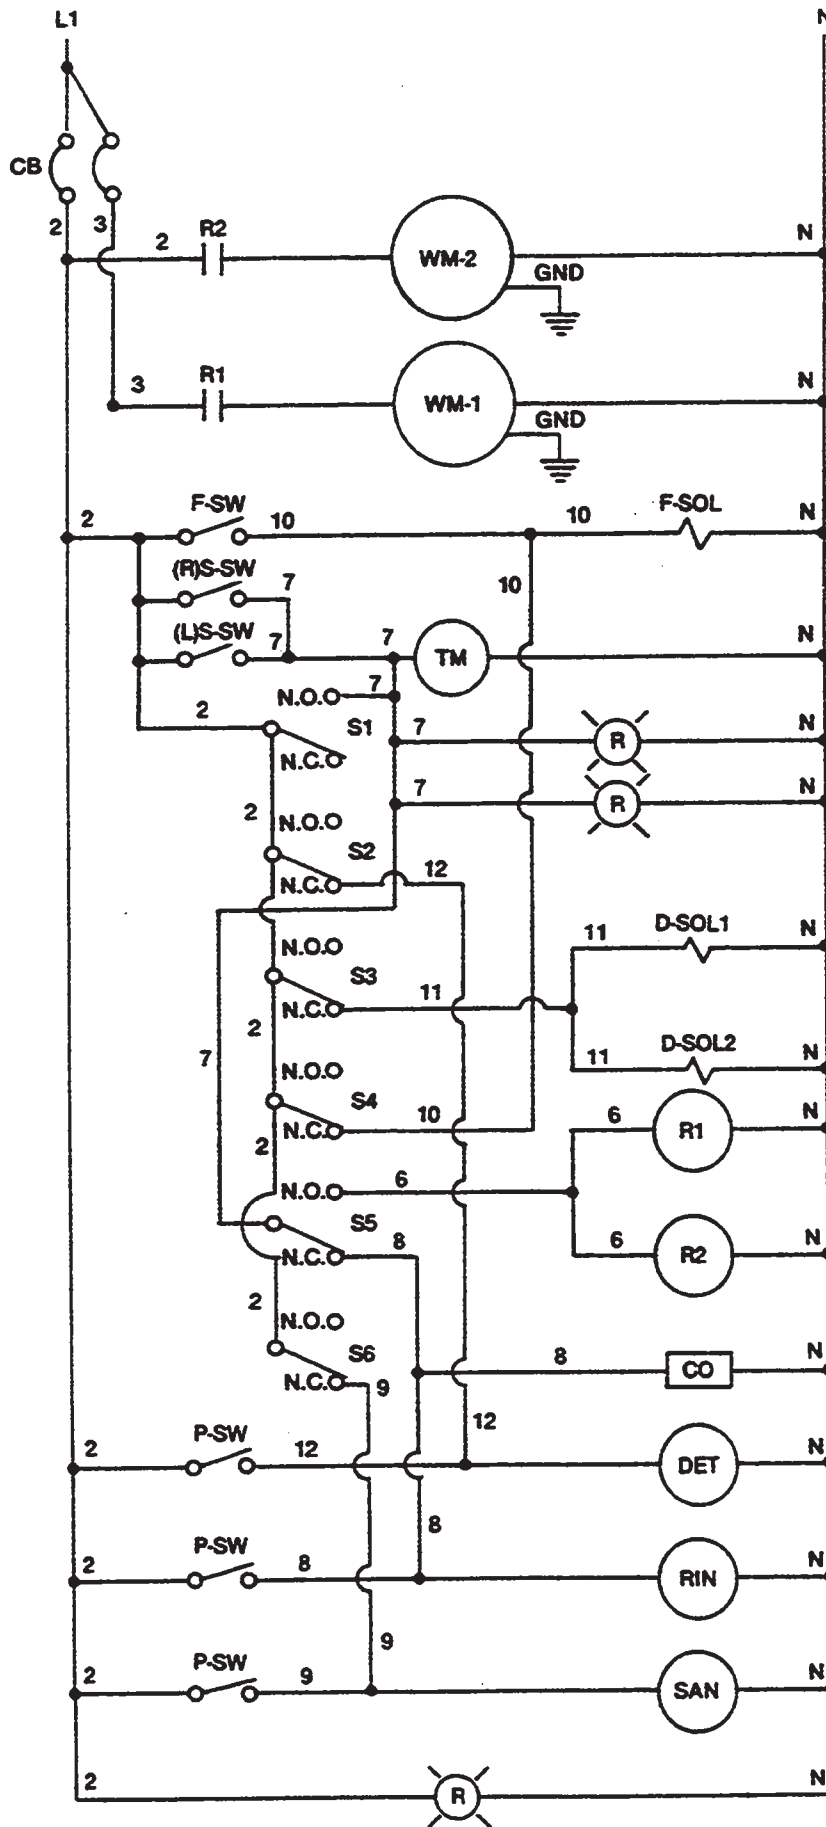 L1 N
CB
2 3 2 R2 WM-2 N
GND
3 R1 WM-1 N
GND
2 F-SW 10 10 F-SOL N
(R)S-SW 7 10
(L)S-SW 7 7 TM N
N.O. 7
2 S1 7 R N
N.C.
7 R N
2 N.O.
S2
N.C. 12
11 D-SOL1 N
N.O.
S3
N.C. 11
2
7 11 D-SOL2 N
N.O.
S4
N.C. 10 6 R1 N
2
N.O. 6
S5
N.C. 8 6 R2 N
2
N.O.
S6 8 CO N
N.C. 9
12
2 P-SW 12 DET N
8
2 P-SW 8 RIN N
9
2 P-SW 9 SAN N
2 R N